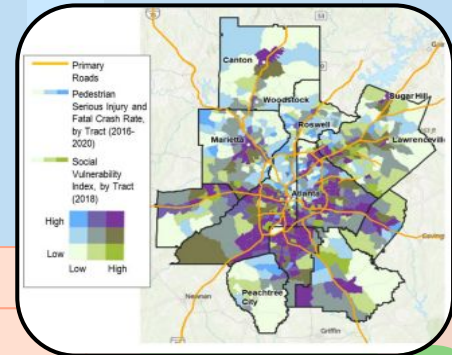 Primary
Roads
Pedestrian
Serious Injury and
Fatal Crash Rate,
by Tract (2016-
2020)
Social
Vulnerability
Index, by Tract
(2018)
High
Low
Low High
Canton
Woodstock
Roswell
Sugar Hill
Marietta
Lawrenceville
Atlanta
Peachtree
City
Newnan
Griffin